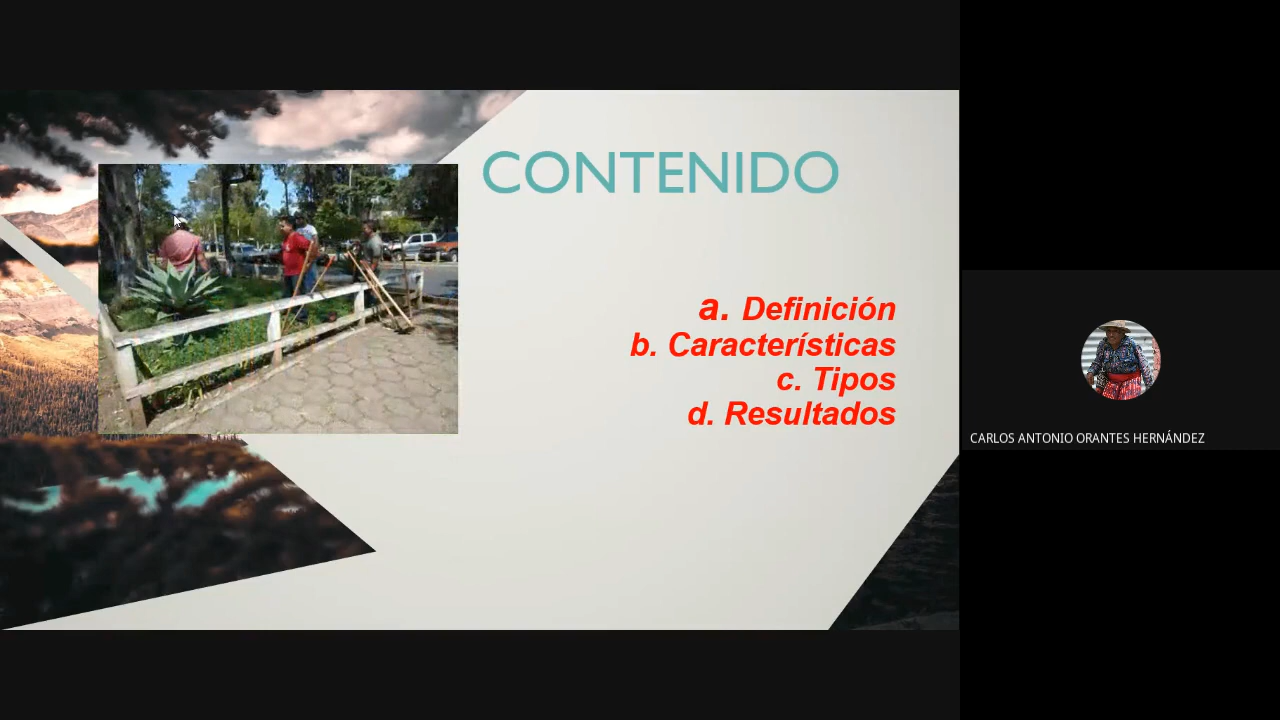 CONTENIDO
a. Definición
b. Características
c. Tipos
d. Resultados
CARLOS ANTONIO ORANTES HERNÁNDEZ